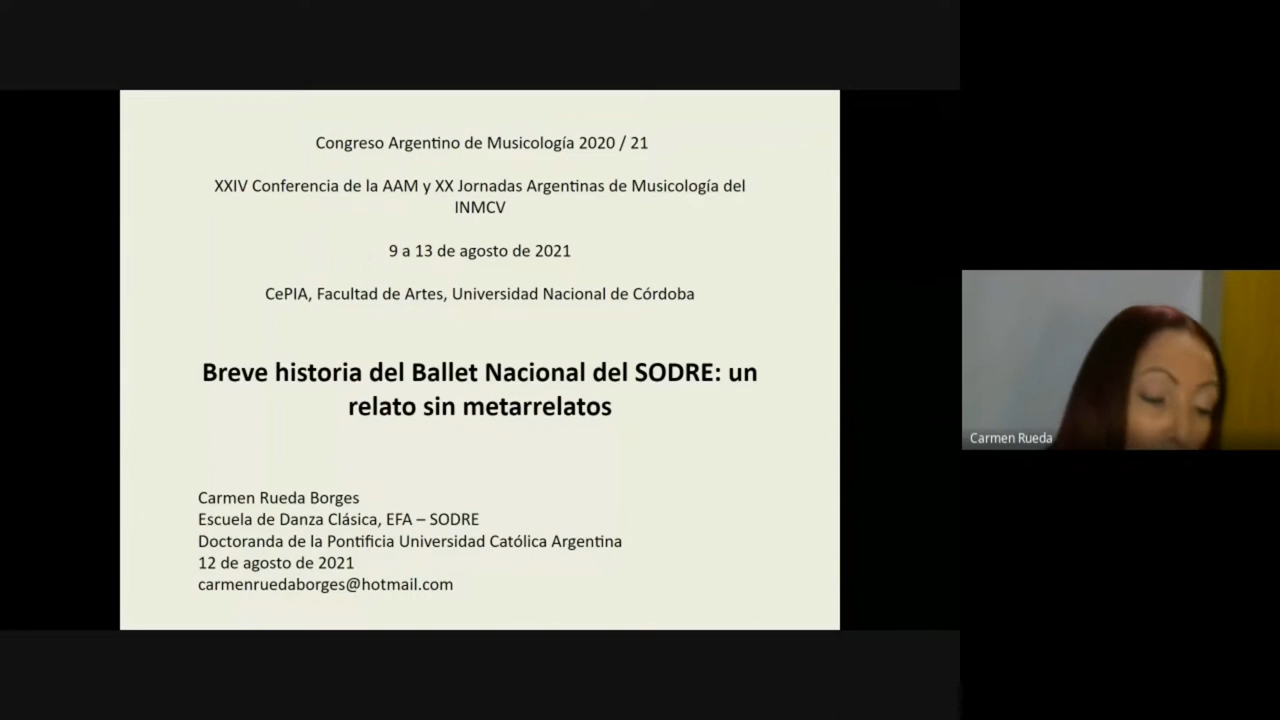 Congreso Argentino de Musicología 2020 / 21
XXIV Conferencia de la AAM y XX Jornadas Argentinas de Musicología del
INMCV
9 a 13 de agosto de 2021
CePIA, Facultad de Artes, Universidad Nacional de Córdoba
Breve historia del Ballet Nacional del SODRE: un
relato sin metarrelatos
Carmen Rueda Borges
Escuela de Danza Clásica, EFA – SODRE
Doctoranda de la Pontificia Universidad Católica Argentina
12 de agosto de 2021
carmenruedaborges@hotmail.com
Carmen Rueda